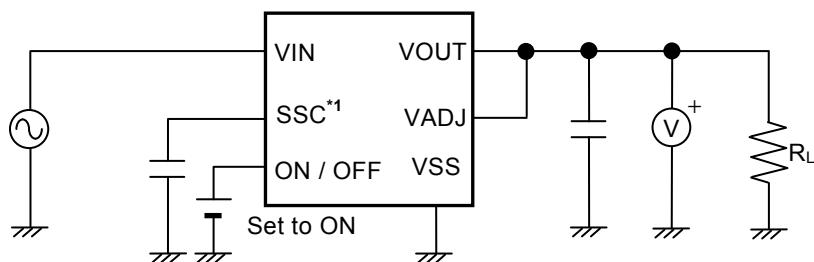 VIN
VOUT
SSC*1
VADJ
ON / OFF
VSS
Set to ON
V
+
RL